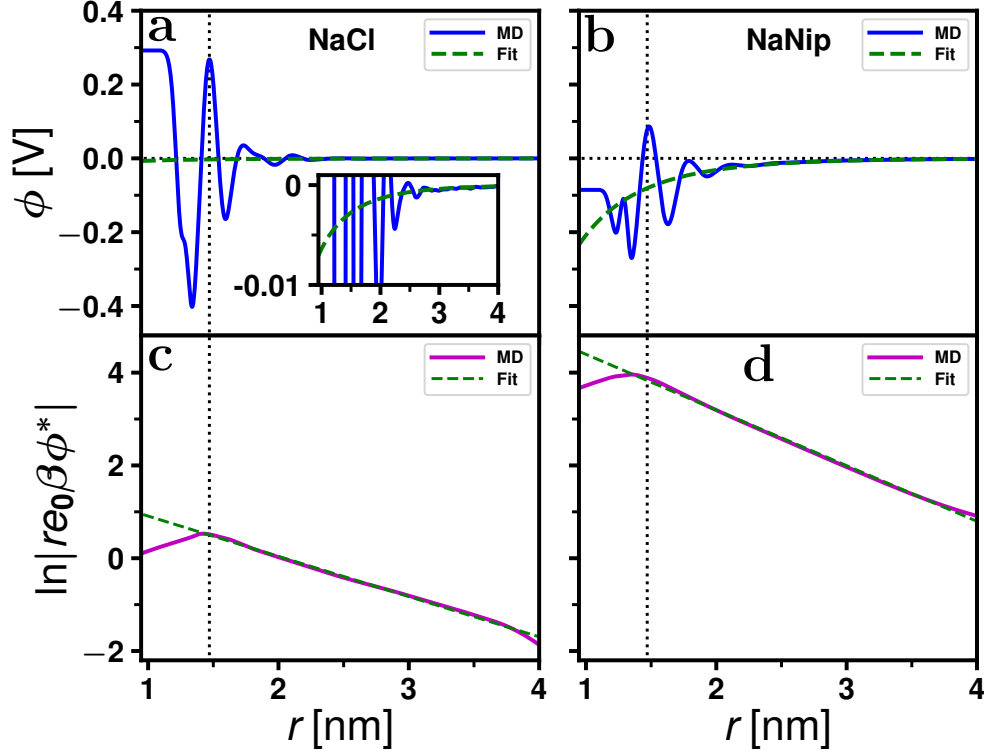 a
NaCl
MD
Fit
b
NaNip
MD
Fit
0.4
0.2
0.0
−0.2
−0.4
ϕ [V]
0
-0.01
1 2 3 4
c
MD
Fit
d
MD
Fit
4
2
0
−2
ln|re₀βϕ*|
1 2 3 4
1 2 3 4
r [nm]
r [nm]